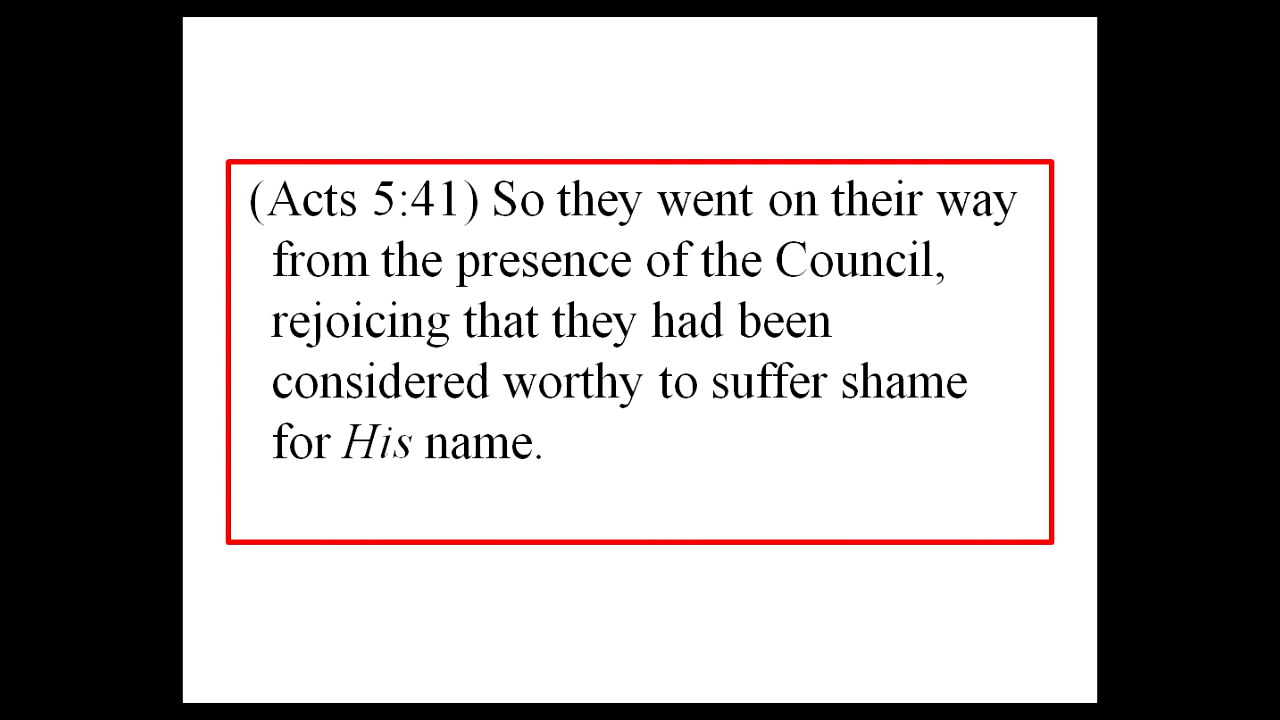 (Acts 5:41) So they went on their way
from the presence of the Council,
rejoicing that they had been
considered worthy to suffer shame
for His name.